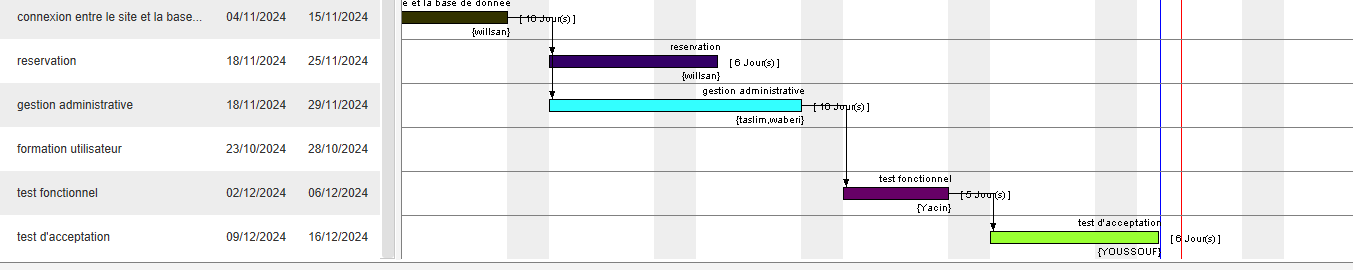 e et la base de donnée
connexion entre le site et la base... 04/11/2024 15/11/2024 [ 10 Jour(s) ]
{willsan}
reservation
reservation 18/11/2024 25/11/2024 [ 6 Jour(s) ]
{willsan}
gestion administrative
gestion administrative 18/11/2024 29/11/2024 [ 10 Jour(s) ]
{taslim,waberi}
formation utilisateur 23/10/2024 28/10/2024
test fonctionnel
test fonctionnel 02/12/2024 06/12/2024 [ 5 Jour(s) ]
{Yacin}
test d'acceptation
test d'acceptation 09/12/2024 16/12/2024 [ 6 Jour(s) ]
{YOUSSOUF}